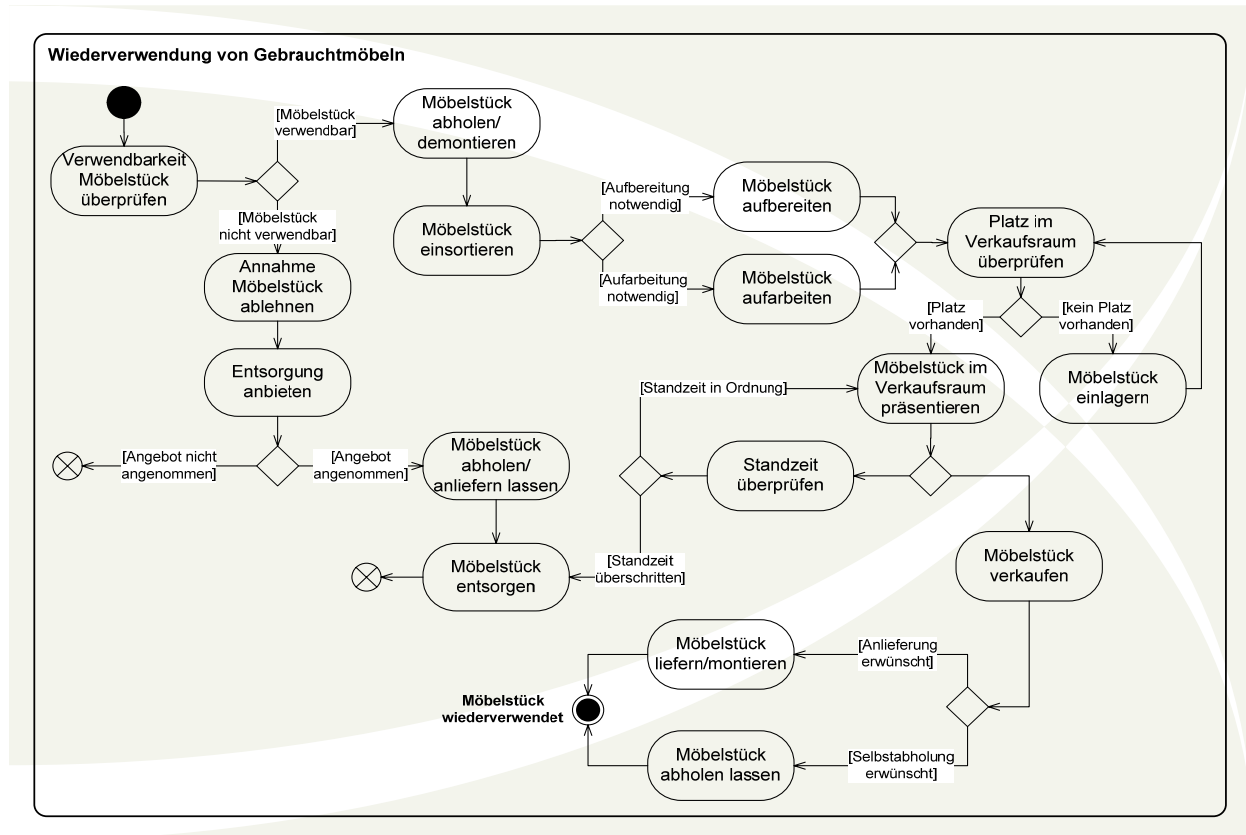 Wiederverwendung von Gebrauchtmöbeln
Verwendbarkeit
Möbelstück
überprüfen
[Möbelstück
verwendbar]
[Möbelstück
nicht verwendbar]
Möbelstück
abholen/
demontieren
Möbelstück
einsortieren
[Aufbereitung
notwendig]
[Aufarbeitung
notwendig]
Möbelstück
aufbereiten
Möbelstück
aufarbeiten
Platz im
Verkaufsraum
überprüfen
[Platz
vorhanden]
[kein Platz
vorhanden]
Annahme
Möbelstück
ablehnen
Entsorgung
anbieten
[Angebot nicht
angenommen]
[Angebot
angenommen]
Möbelstück
abholen/
anliefern lassen
Möbelstück
entsorgen
[Standzeit in Ordnung]
Möbelstück im
Verkaufsraum
präsentieren
Möbelstück
einlagern
Standzeit
überprüfen
[Standzeit
überschritten]
Möbelstück
verkaufen
Möbelstück
liefern/montieren
[Anlieferung
erwünscht]
Möbelstück
wiederverwendet
Möbelstück
abholen lassen
[Selbstabholung
erwünscht]